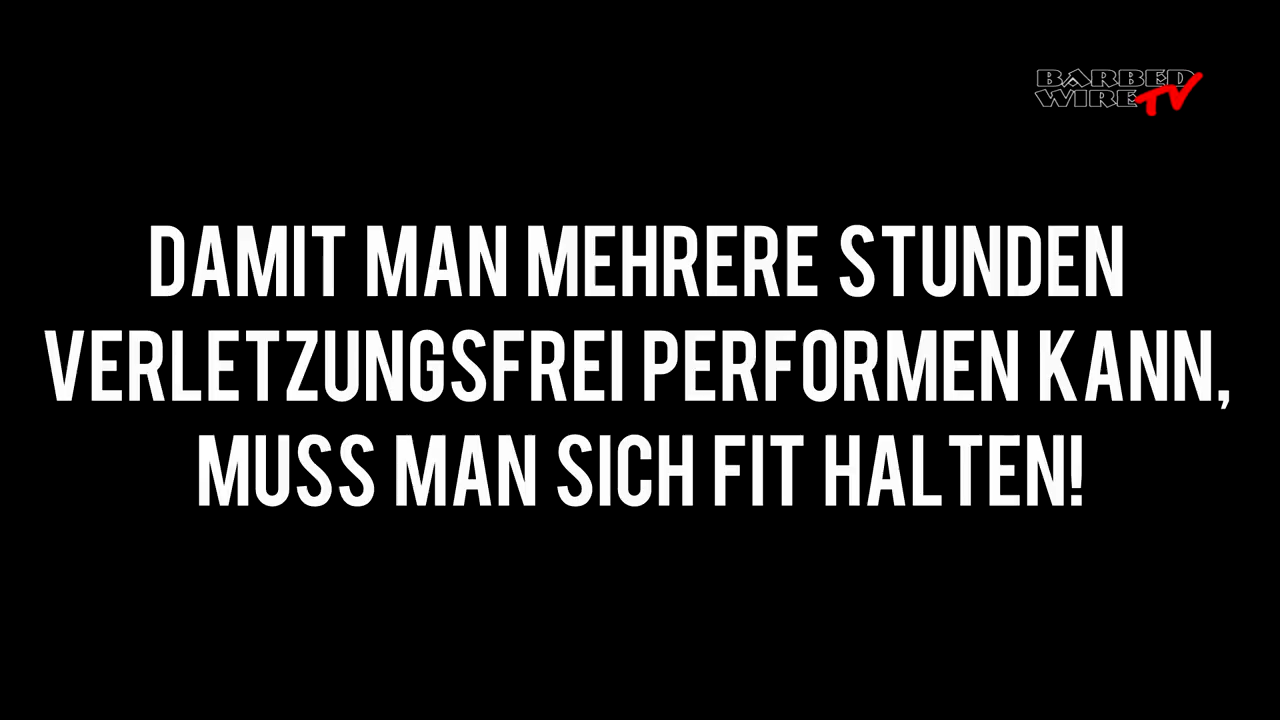 BARBED
WIRE TV
DAMIT MAN MEHRERE STUNDEN
VERLETZUNGSFREI PERFORMEN KANN,
MUSS MAN SICH FIT HALTEN!